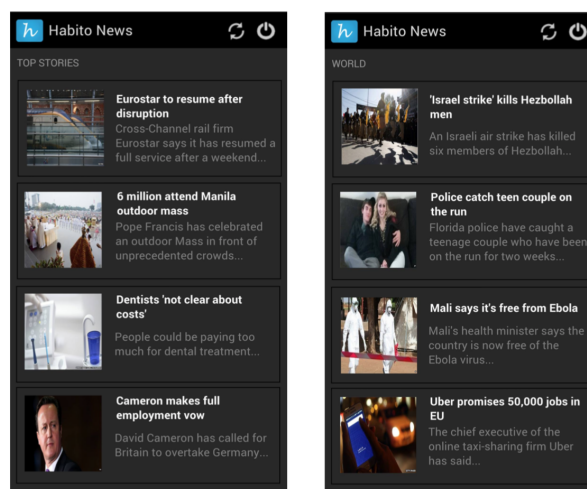 Habito News
TOP STORIES
Eurostar to resume after
disruption
Cross-Channel rail firm
Eurostar says it has resumed a
full service after a weekend...
6 million attend Manila
outdoor mass
Pope Francis has celebrated
an outdoor Mass in front of
unprecedented crowds...
Dentists 'not clear about
costs'
People could be paying too
much for dental treatment...
Cameron makes full
employment vow
David Cameron has called for
Britain to overtake Germany...
Habito News
WORLD
'Israel strike' kills Hezbollah
men
An Israeli air strike has killed
six members of Hezbollah...
Police catch teen couple on
the run
Florida police have caught a
teenage couple who have been
on the run for two weeks...
Mali says it's free from Ebola
Mali's health minister says the
country is now free of the
Ebola virus...
Uber promises 50,000 jobs in
EU
The chief executive of the
online taxi-sharing firm Uber
has said...